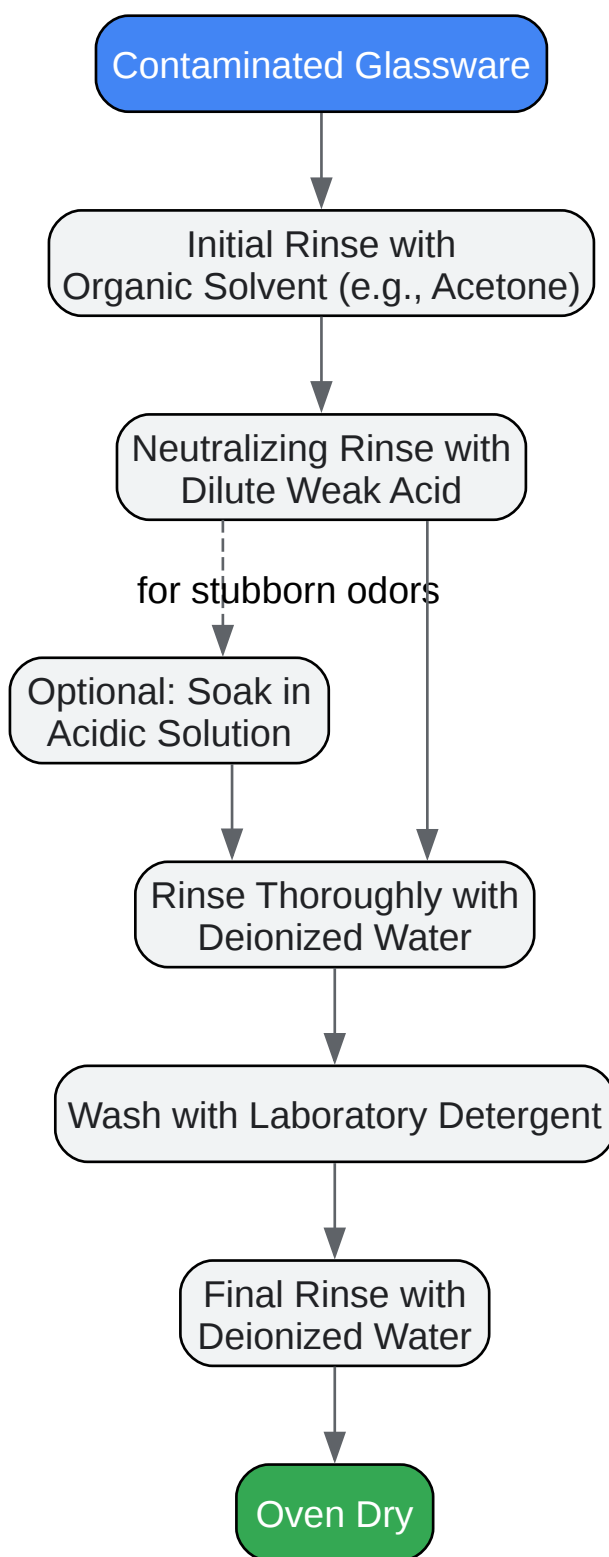 Contaminated Glassware
Initial Rinse with
Organic Solvent (e.g., Acetone)
Neutralizing Rinse with
Dilute Weak Acid
for stubborn odors
Optional: Soak in
Acidic Solution
Rinse Thoroughly with
Deionized Water
Wash with Laboratory Detergent
Final Rinse with
Deionized Water
Oven Dry